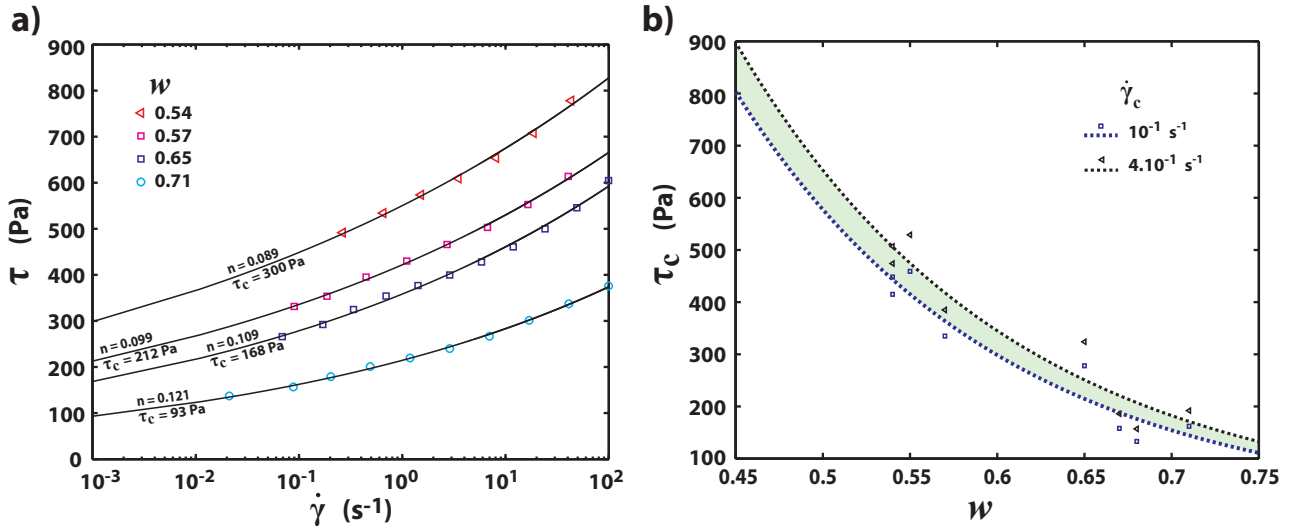 a)
900
800
700
600
500
400
300
200
100
0
τ (Pa)
w
0.54
0.57
0.65
0.71
n = 0.089
τc = 300 Pa
n = 0.099
τc = 212 Pa
n = 0.109
τc = 168 Pa
n = 0.121
τc = 93 Pa
10⁻³ 10⁻² 10⁻¹ 10⁰ 10¹ 10²
γ̇ (s⁻¹)
b)
900
800
700
600
500
400
300
200
100
τc (Pa)
γ̇c
10⁻¹ s⁻¹
4.10⁻¹ s⁻¹
0.45 0.5 0.55 0.6 0.65 0.7 0.75
w